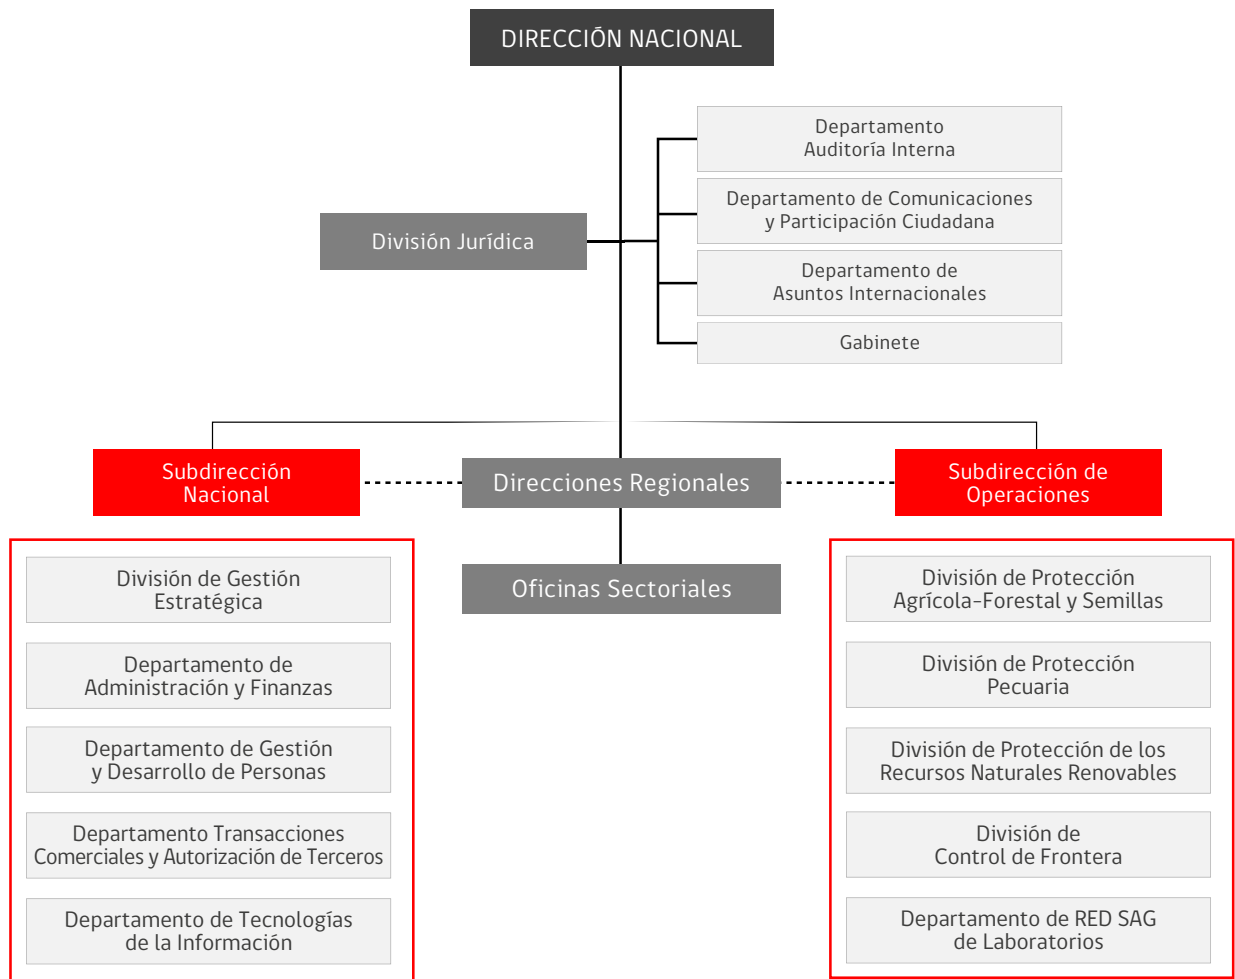 DIRECCIÓN NACIONAL
Departamento
Auditoría Interna
Departamento de Comunicaciones
y Participación Ciudadana
División Jurídica
Departamento de
Asuntos Internacionales
Gabinete
Subdirección
Nacional
Direcciones Regionales
Subdirección de
Operaciones
Oficinas Sectoriales
División de Gestión
Estratégica
Departamento de
Administración y Finanzas
Departamento de Gestión
y Desarrollo de Personas
Departamento Transacciones
Comerciales y Autorización de Terceros
Departamento de Tecnologías
de la Información
División de Protección
Agrícola-Forestal y Semillas
División de Protección
Pecuaria
División de Protección de los
Recursos Naturales Renovables
División de
Control de Frontera
Departamento de RED SAG
de Laboratorios